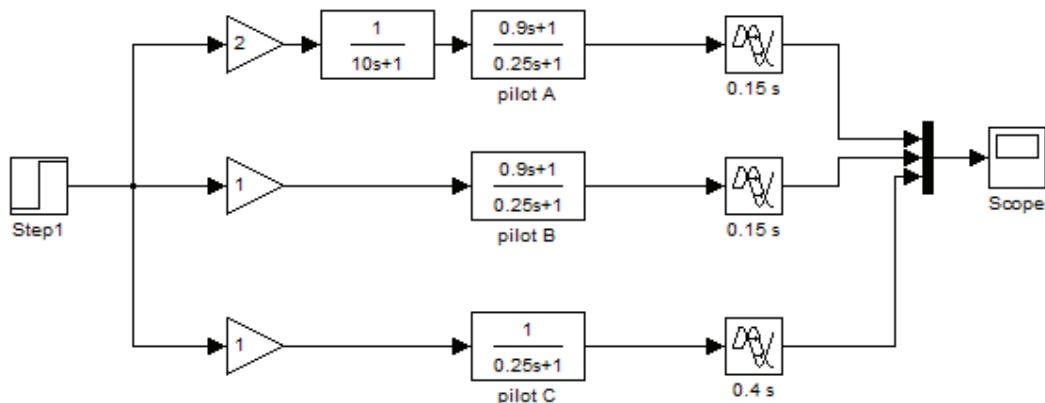 2
1
10s+1
0.9s+1
0.25s+1
pilot A
0.15 s
Step1
1
0.9s+1
0.25s+1
pilot B
0.15 s
Scope
1
1
0.25s+1
pilot C
0.4 s